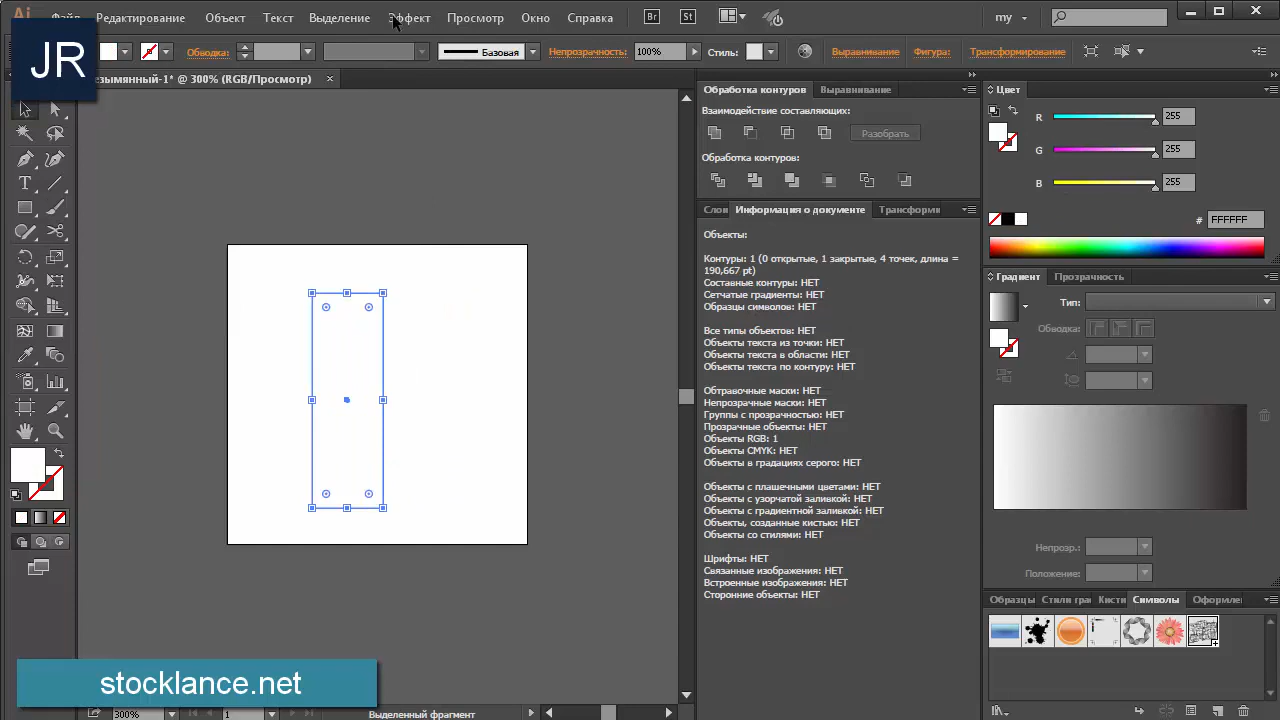 Ai Файл Редактирование Объект Текст Выделение Эффект Просмотр Окно Справка Br St my
JR
Обводка: Базовая Непрозрачность: 100% Стиль: Выравнивание Фигура: Трансформирование
езымянный-1* @ 300% (RGB/Просмотр) ×
Обработка контуров Выравнивание
Взаимодействие составляющих:
Разобрать
Обработка контуров:
Слои Информация о документе Трансформи
Объекты:
Контуры: 1 (0 открытые, 1 закрытые, 4 точек, длина =
190,667 pt)
Составные контуры: НЕТ
Сетчатые градиенты: НЕТ
Образцы символов: НЕТ
Все типы объектов: НЕТ
Объекты текста из точки: НЕТ
Объекты текста в области: НЕТ
Объекты текста по контуру: НЕТ
Обтравочные маски: НЕТ
Непрозрачные маски: НЕТ
Группы с прозрачностью: НЕТ
Прозрачные объекты: НЕТ
Объекты RGB: 1
Объекты CMYK: НЕТ
Объекты в градациях серого: НЕТ
Объекты с плашечными цветами: НЕТ
Объекты с узорчатой заливкой: НЕТ
Объекты с градиентной заливкой: НЕТ
Объекты, созданные кистью: НЕТ
Объекты со стилями: НЕТ
Шрифты: НЕТ
Связанные изображения: НЕТ
Встроенные изображения: НЕТ
Сторонние объекты: НЕТ
Цвет
R 255
G 255
B 255
# FFFFFF
Градиент Прозрачность
Тип:
Обводка:
Непрозр.:
Положение:
Образцы Стили гра Кисти Символы Оформле
stocklance.net
300% 1 Выделенный фрагмент